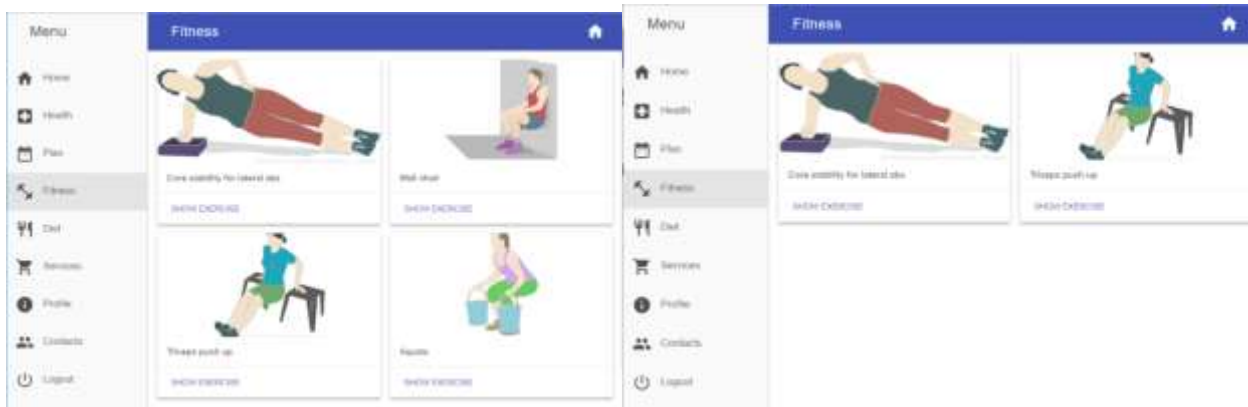 Menu
Fitness
Home
Health
Plan
Fitness
Diet
Services
Profile
Contacts
Logout
Core stability for lateral abs
SHOW EXERCISE
Wall chair
SHOW EXERCISE
Triceps push up
SHOW EXERCISE
Squats
SHOW EXERCISE
Menu
Fitness
Home
Health
Plan
Fitness
Diet
Services
Profile
Contacts
Logout
Core stability for lateral abs
SHOW EXERCISE
Triceps push up
SHOW EXERCISE